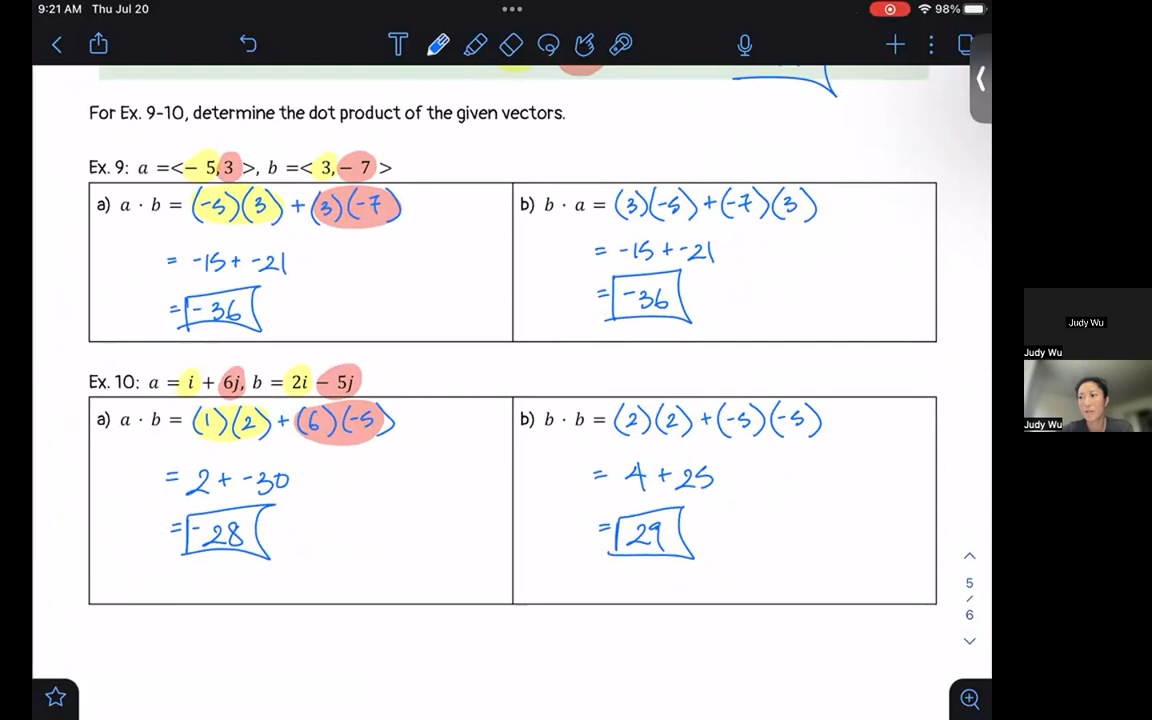 9:21 AM Thu Jul 20
98%
For Ex. 9-10, determine the dot product of the given vectors.
Ex. 9: a =<− 5, 3 >, b =< 3, − 7 >
a) a · b = (-5)(3) + (3)(-7)
= -15 + -21
= -36
b) b · a = (3)(-5) + (-7)(3)
= -15 + -21
= -36
Ex. 10: a = i + 6j, b = 2i − 5j
a) a · b = (1)(2) + (6)(-5)
= 2 + -30
= -28
b) b · b = (2)(2) + (-5)(-5)
= 4 + 25
= 29
5
/
6
Judy Wu
Judy Wu
Judy Wu